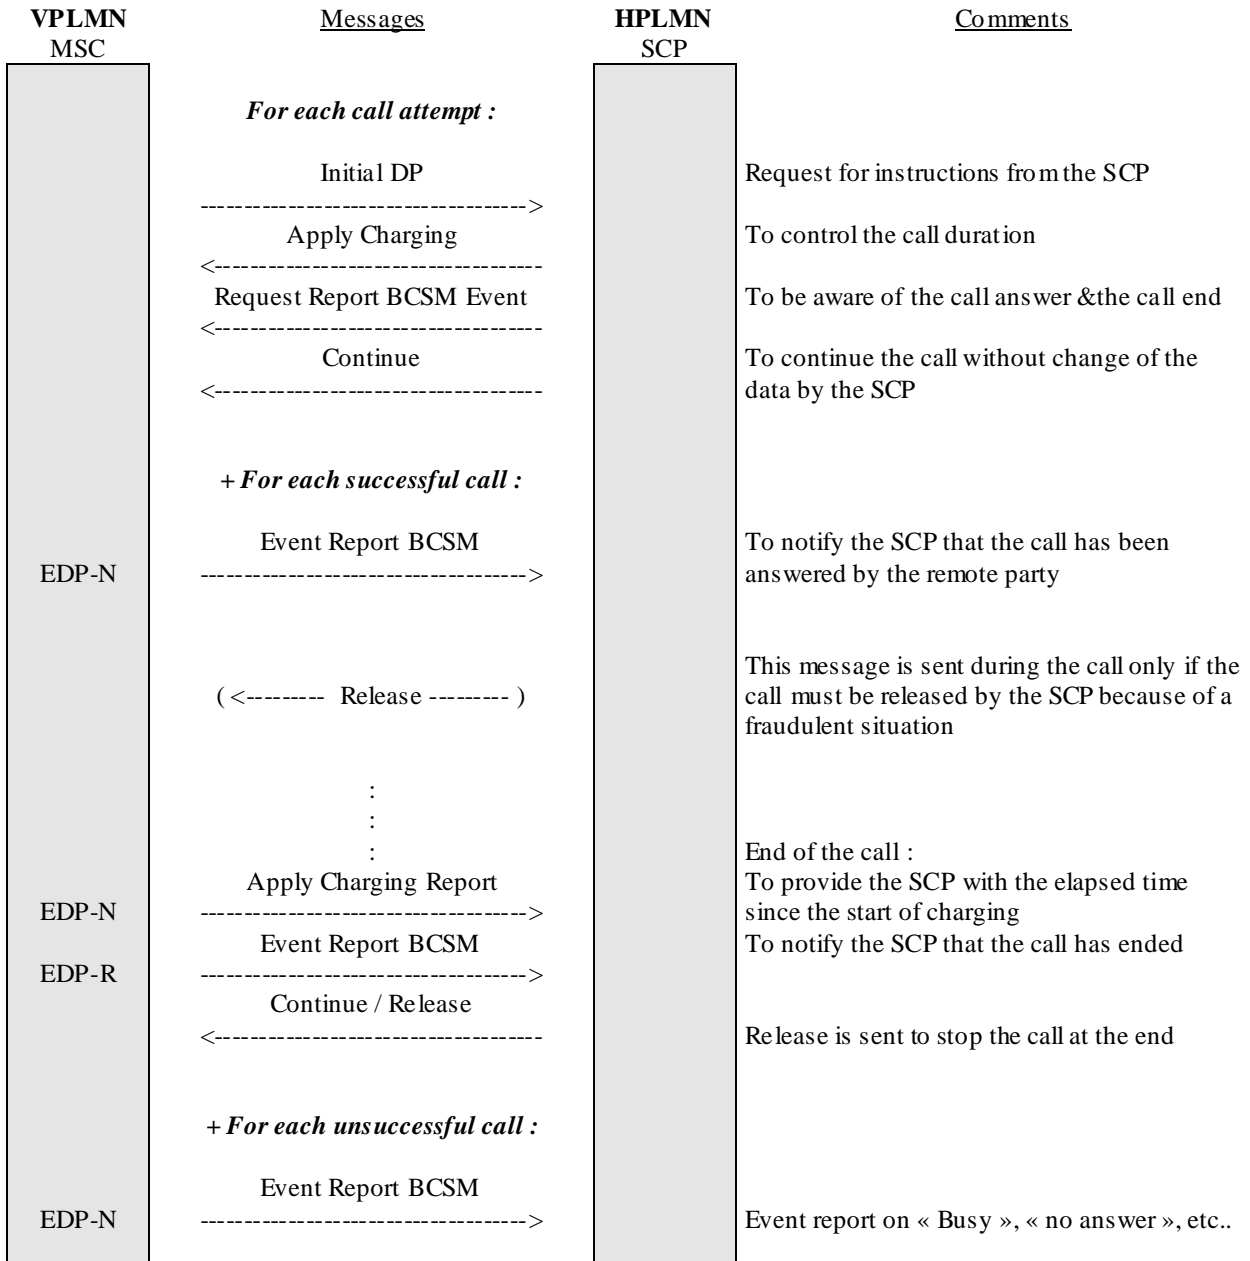 VPLMN Messages HPLMN Comments
MSC SCP
For each call attempt :
Initial DP Request for instructions from the SCP
------------------------------------->
Apply Charging To control the call duration
<-------------------------------------
Request Report BCSM Event To be aware of the call answer &the call end
<-------------------------------------
Continue To continue the call without change of the
<------------------------------------- data by the SCP
+ For each successful call :
Event Report BCSM To notify the SCP that the call has been
EDP-N -------------------------------------> answered by the remote party
This message is sent during the call only if the
( <--------- Release --------- ) call must be released by the SCP because of a
fraudulent situation
:
:
: End of the call :
Apply Charging Report To provide the SCP with the elapsed time
EDP-N -------------------------------------> since the start of charging
Event Report BCSM To notify the SCP that the call has ended
EDP-R ------------------------------------->
Continue / Release
<------------------------------------- Release is sent to stop the call at the end
+ For each unsuccessful call :
Event Report BCSM
EDP-N -------------------------------------> Event report on « Busy », « no answer », etc..